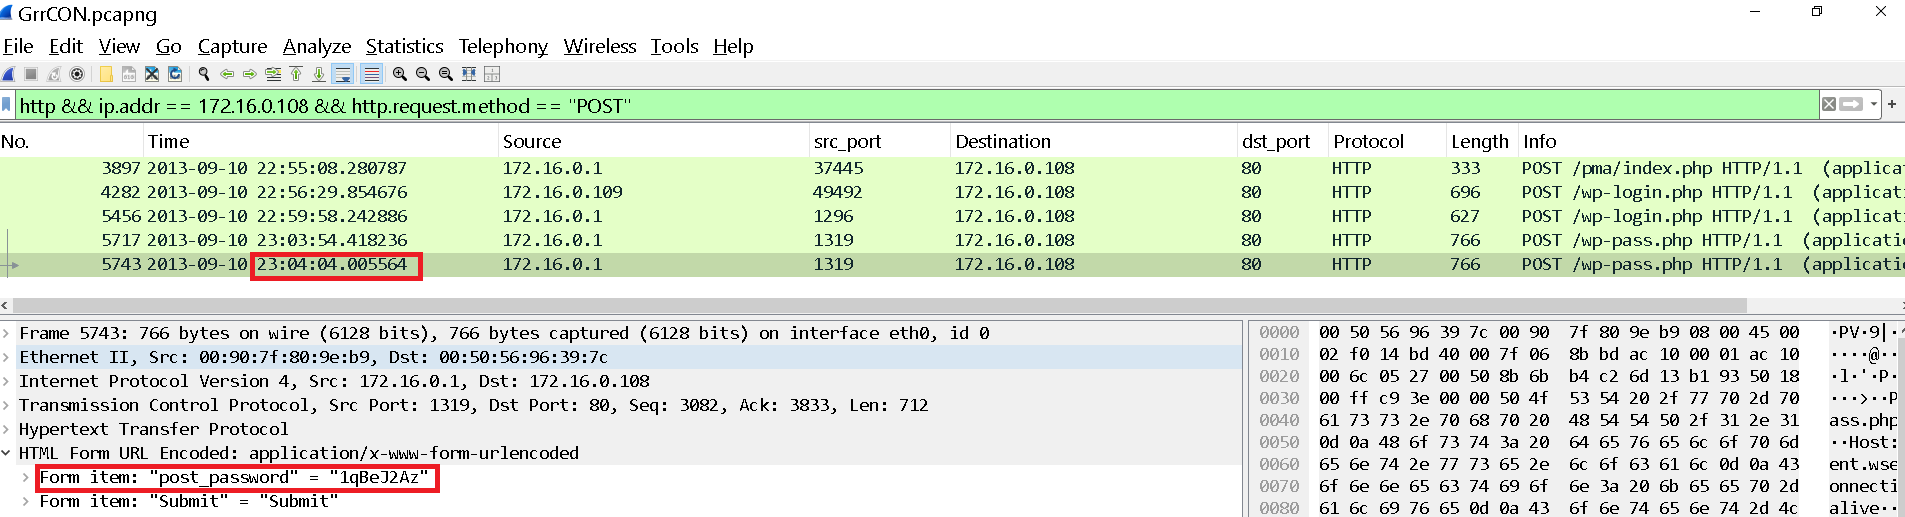 GrrCON.pcapng
File Edit View Go Capture Analyze Statistics Telephony Wireless Tools Help
http && ip.addr == 172.16.0.108 && http.request.method == "POST"
No. Time Source src_port Destination dst_port Protocol Length Info
3897 2013-09-10 22:55:08.280787 172.16.0.1 37445 172.16.0.108 80 HTTP 333 POST /pma/index.php HTTP/1.1 (applica
4282 2013-09-10 22:56:29.854676 172.16.0.109 49492 172.16.0.108 80 HTTP 696 POST /wp-login.php HTTP/1.1 (applicat
5456 2013-09-10 22:59:58.242886 172.16.0.1 1296 172.16.0.108 80 HTTP 627 POST /wp-login.php HTTP/1.1 (applicat
5717 2013-09-10 23:03:54.418236 172.16.0.1 1319 172.16.0.108 80 HTTP 766 POST /wp-pass.php HTTP/1.1 (applicati
5743 2013-09-10 23:04:04.005564 172.16.0.1 1319 172.16.0.108 80 HTTP 766 POST /wp-pass.php HTTP/1.1 (applicati
Frame 5743: 766 bytes on wire (6128 bits), 766 bytes captured (6128 bits) on interface eth0, id 0
Ethernet II, Src: 00:90:7f:80:9e:b9, Dst: 00:50:56:96:39:7c
Internet Protocol Version 4, Src: 172.16.0.1, Dst: 172.16.0.108
Transmission Control Protocol, Src Port: 1319, Dst Port: 80, Seq: 3082, Ack: 3833, Len: 712
Hypertext Transfer Protocol
HTML Form URL Encoded: application/x-www-form-urlencoded
Form item: "post_password" = "1qBeJ2Az"
Form item: "Submit" = "Submit"
0000 00 50 56 96 39 7c 00 90 7f 80 9e b9 08 00 45 00 ·PV·9|··
0010 02 f0 14 bd 40 00 7f 06 8b bd ac 10 00 01 ac 10 ····@···
0020 00 6c 05 27 00 50 8b 6b b4 c2 6d 13 b1 93 50 18 ·l·'·P·
0030 00 ff c9 3e 00 00 50 4f 53 54 20 2f 77 70 2d 70 ···>··P
0040 61 73 73 2e 70 68 70 20 48 54 54 50 2f 31 2e 31 ass.php
0050 0d 0a 48 6f 73 74 3a 20 64 65 76 65 6c 6f 70 6d ··Host:
0060 65 6e 74 2e 77 73 65 2e 6c 6f 63 61 6c 0d 0a 43 ent.wse
0070 6f 6e 6e 65 63 74 69 6f 6e 3a 20 6b 65 65 70 2d onnecti
0080 61 6c 69 76 65 0d 0a 43 6f 6e 74 65 6e 74 2d 4c alive··